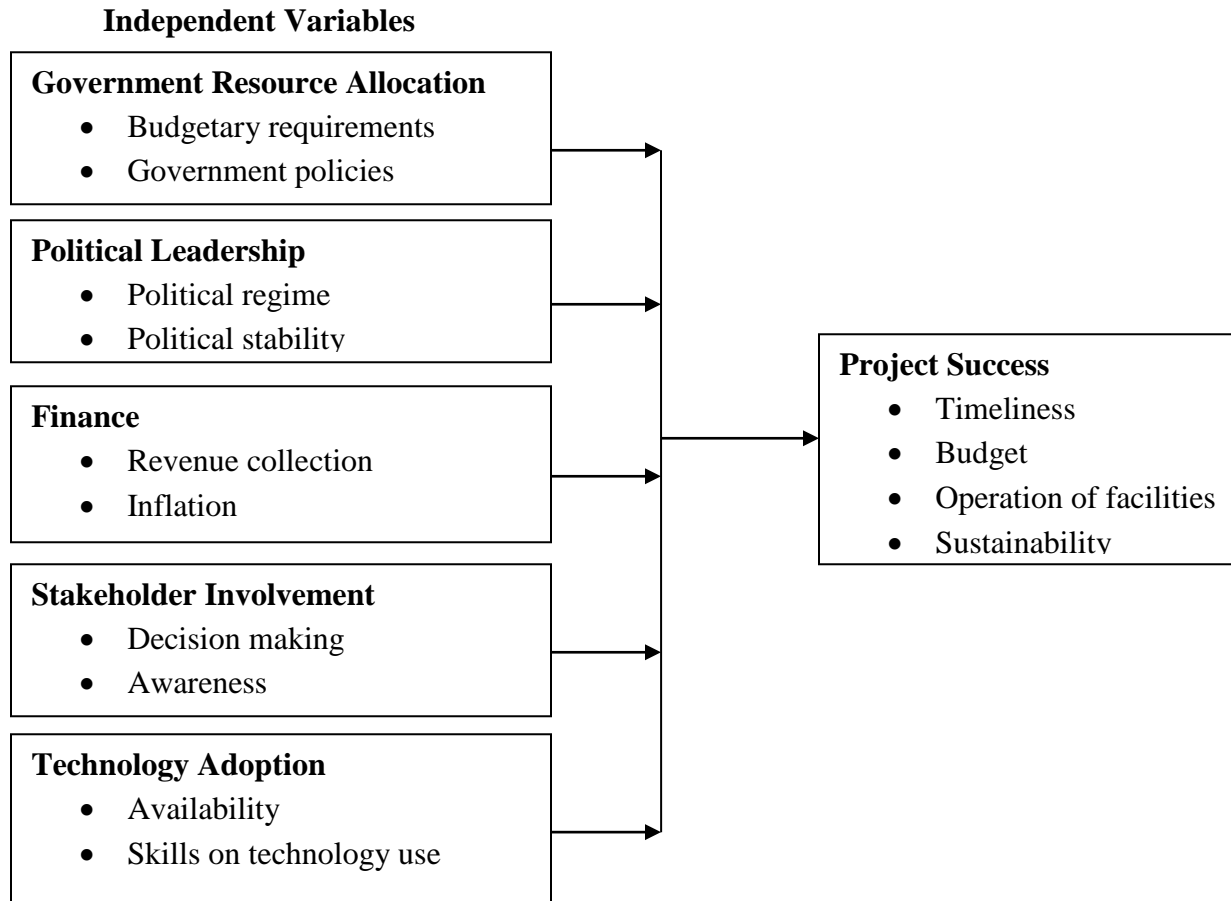 Independent Variables
Government Resource Allocation
• Budgetary requirements
• Government policies
Political Leadership
• Political regime
• Political stability
Finance
• Revenue collection
• Inflation
Stakeholder Involvement
• Decision making
• Awareness
Technology Adoption
• Availability
• Skills on technology use
Project Success
• Timeliness
• Budget
• Operation of facilities
• Sustainability